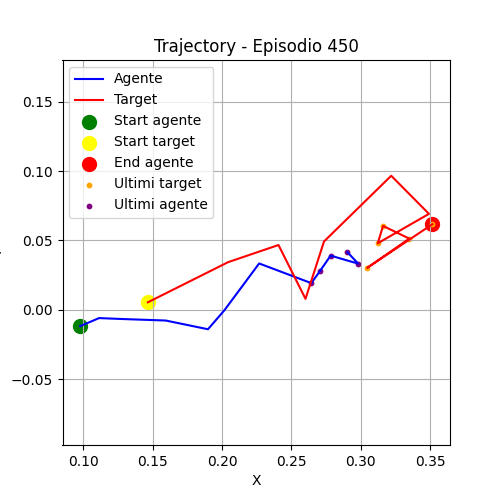 Trajectory - Episodio 450
Agente
Target
Start agente
Start target
End agente
Ultimi target
Ultimi agente
0.15
0.10
0.05
0.00
−0.05
0.10
0.15
0.20
0.25
0.30
0.35
X